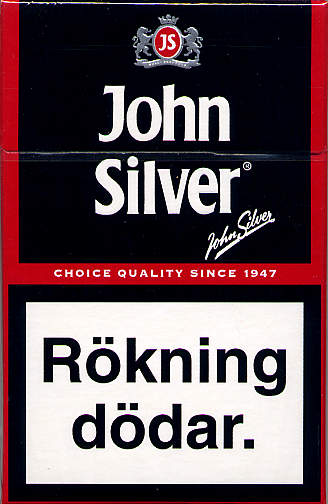 JS
John
Silver®
John Silver
CHOICE QUALITY SINCE 1947
Rökning
dödar.